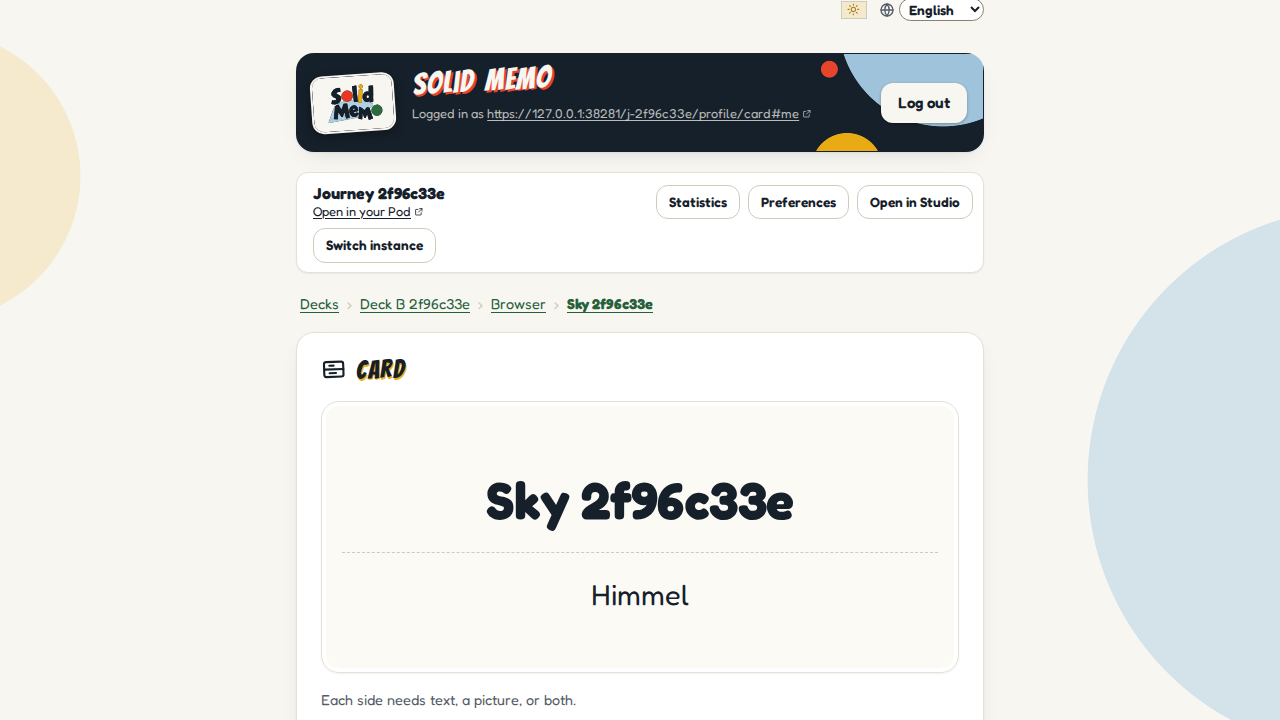 English
Solid Memo
SOLID MEMO
Logged in as https://127.0.0.1:38281/j-2f96c33e/profile/card#me
Log out
Journey 2f96c33e
Open in your Pod
Statistics
Preferences
Open in Studio
Switch instance
Decks › Deck B 2f96c33e › Browser › Sky 2f96c33e
CARD
Sky 2f96c33e
Himmel
Each side needs text, a picture, or both.